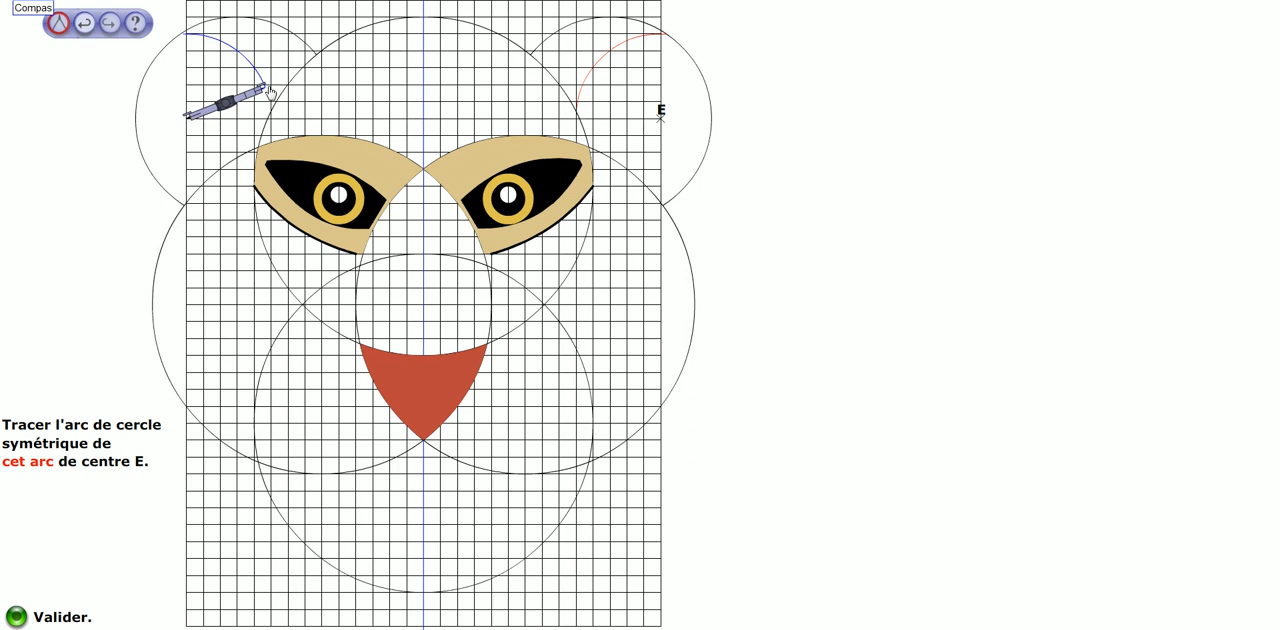 Compas
?
E
Tracer l'arc de cercle
symétrique de
cet arc de centre E.
Valider.